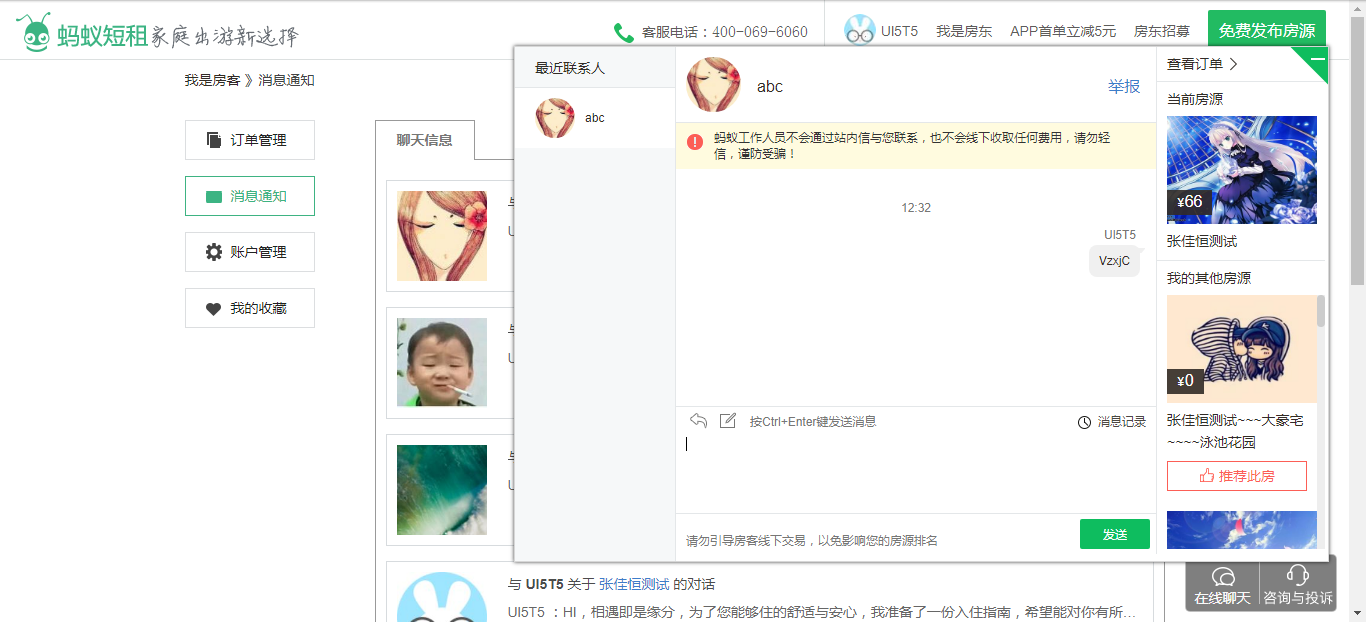 蚂蚁短租 家庭出游新选择
客服电话：400-069-6060
UI5T5 我是房东 APP首单立减5元 房东招募 免费发布房源
我是房客 》消息通知
订单管理
消息通知
账户管理
我的收藏
聊天信息
最近联系人
abc
abc
举报
蚂蚁工作人员不会通过站内信与您联系，也不会线下收取任何费用，请勿轻
信，谨防受骗！
12:32
UI5T5
VzxjC
按Ctrl+Enter键发送消息
消息记录
请勿引导房客线下交易，以免影响您的房源排名
发送
查看订单
当前房源
¥66
张佳恒测试
我的其他房源
¥0
张佳恒测试~~~大豪宅
~~~~泳池花园
推荐此房
与 UI5T5 关于 张佳恒测试 的对话
UI5T5 ：HI，相遇即是缘分，为了您能够住的舒适与安心，我准备了一份入住指南，希望能对你有所…
在线聊天
咨询与投诉